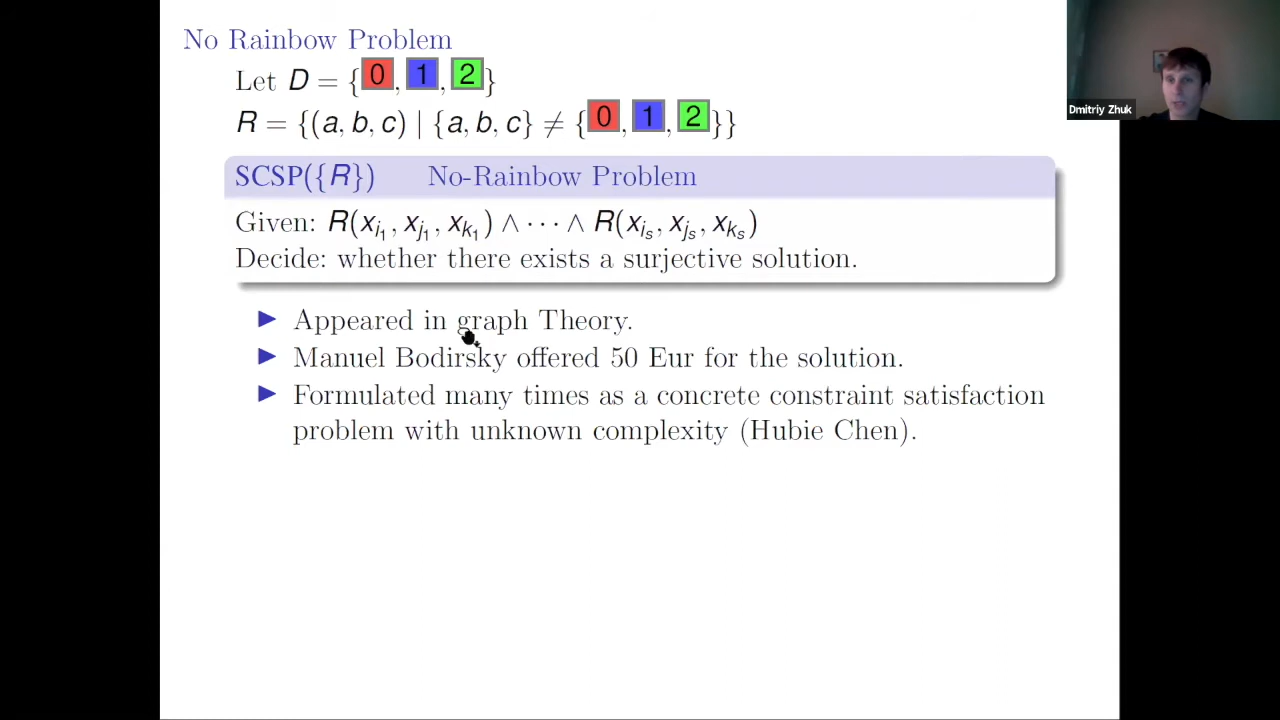 No Rainbow Problem
Let D = {0, 1, 2}
R = {(a, b, c) | {a, b, c} ≠ {0, 1, 2}}
Dmitriy Zhuk
SCSP({R}) No-Rainbow Problem
Given: R(x_{i_1}, x_{j_1}, x_{k_1}) ∧ ⋯ ∧ R(x_{i_s}, x_{j_s}, x_{k_s})
Decide: whether there exists a surjective solution.
▶ Appeared in graph Theory.
▶ Manuel Bodirsky offered 50 Eur for the solution.
▶ Formulated many times as a concrete constraint satisfaction
problem with unknown complexity (Hubie Chen).